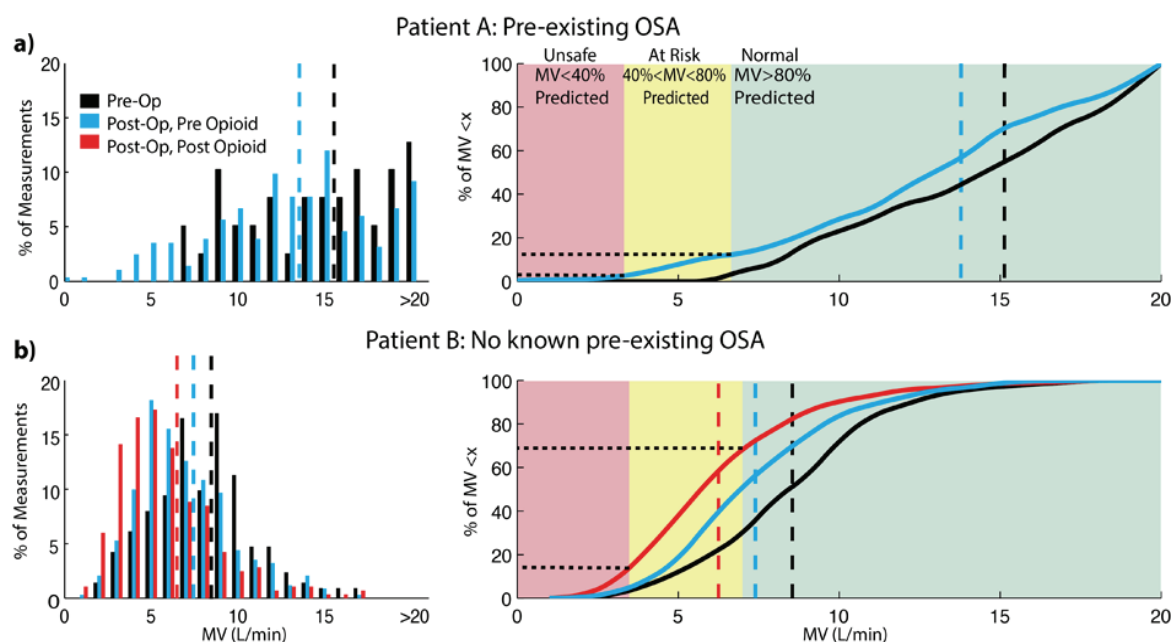 Patient A: Pre-existing OSA
a)
20
15
10
5
0
% of Measurements
Pre-Op
Post-Op, Pre Opioid
Post-Op, Post Opioid
0 5 10 15 >20
Unsafe At Risk Normal
MV<40% 40%<MV<80% MV>80%
Predicted Predicted Predicted
100
80
60
40
20
0
% of MV <x
0 5 10 15 20
Patient B: No known pre-existing OSA
b)
20
15
10
5
0
% of Measurements
0 5 10 15 >20
MV (L/min)
100
80
60
40
20
0
% of MV <x
0 5 10 15 20
MV (L/min)